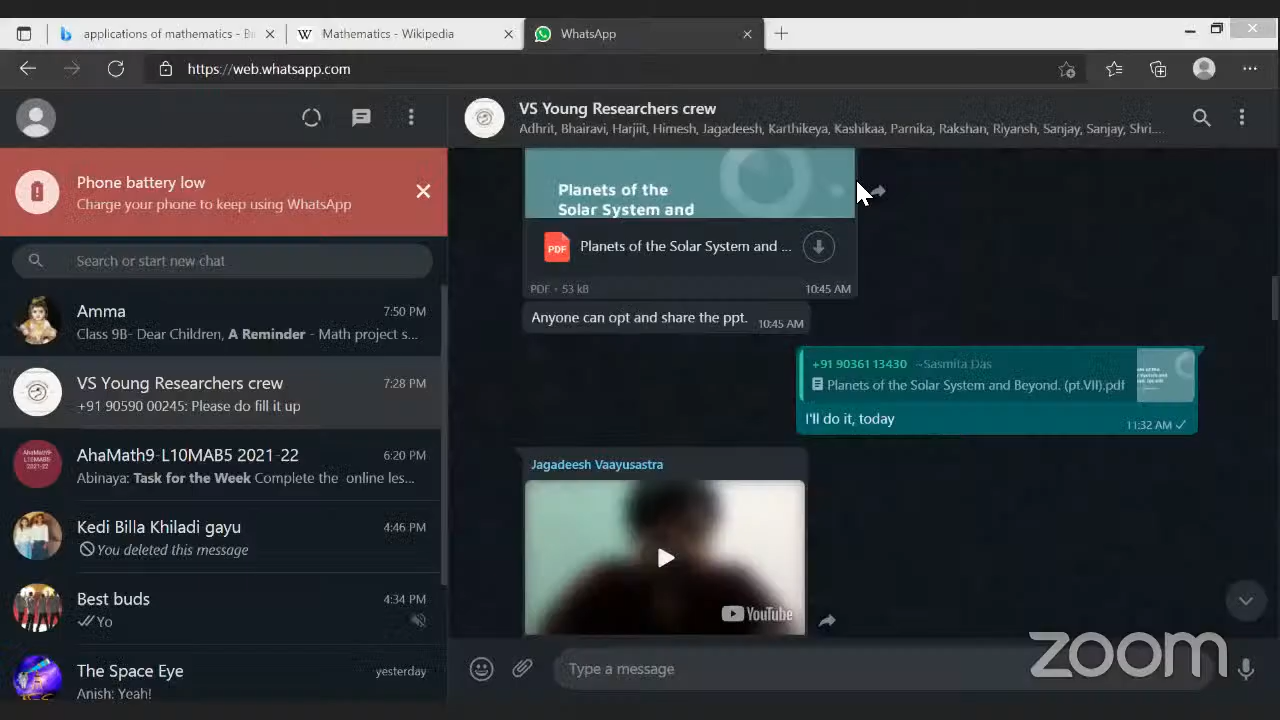 applications of mathematics - Bi
Mathematics - Wikipedia
WhatsApp
https://web.whatsapp.com
VS Young Researchers crew
Adhrit, Bhairavi, Harjiit, Himesh, Jagadeesh, Karthikeya, Kashikaa, Parnika, Rakshan, Riyansh, Sanjay, Sanjay, Shri....
Phone battery low
Charge your phone to keep using WhatsApp
Search or start new chat
Amma
7:50 PM
Class 9B- Dear Children, A Reminder - Math project s...
VS Young Researchers crew
7:28 PM
+91 90590 00245: Please do fill it up
AhaMath9-L10MAB5 2021-22
6:20 PM
Abinaya: Task for the Week Complete the online les...
Kedi Billa Khiladi gayu
4:46 PM
You deleted this message
Best buds
4:34 PM
Yo
The Space Eye
yesterday
Anish: Yeah!
Planets of the
Solar System and
PDF
Planets of the Solar System and ...
PDF • 53 kB
10:45 AM
Anyone can opt and share the ppt.
10:45 AM
+91 90361 13430 ~Sasmita Das
Planets of the Solar System and Beyond. (pt.VII).pdf
I'll do it, today
11:32 AM
Jagadeesh Vaayusastra
YouTube
Type a message
zoom